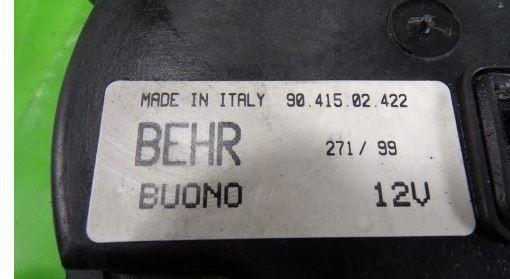 MADE IN ITALY 90.415.02.422
BEHR 271/ 99
BUONO 12V